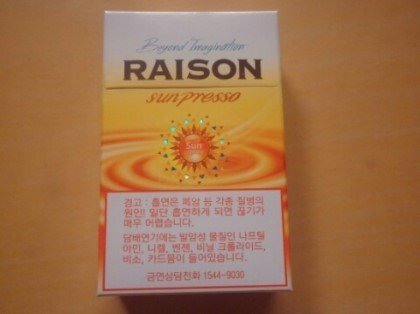 Beyond Imagination
RAISON
sunpresso
Sun
경고 : 흡연은 폐암 등 각종 질병의
원인! 일단 흡연하게 되면 끊기가
매우 어렵습니다.
담배연기에는 발암성 물질인 나프틸
아민, 니켈, 벤젠, 비닐 크롤라이드,
비소, 카드뮴이 들어있습니다.
금연상담전화 1544-9030